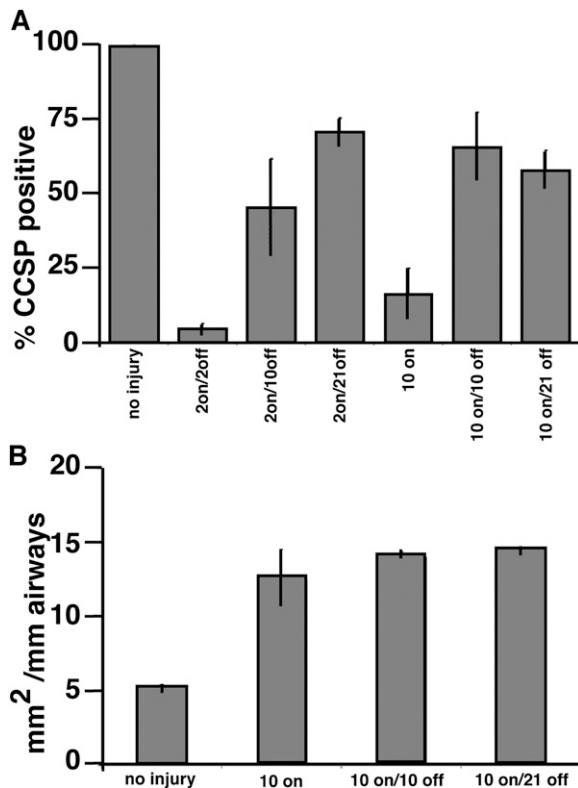 A
% CCSP positive
100
75
50
25
0
no injury
2on/2off
2on/10off
2on/21off
10 on
10 on/10 off
10 on/21 off
B
mm² /mm airways
20
15
10
5
0
no injury
10 on
10 on/10 off
10 on/21 off